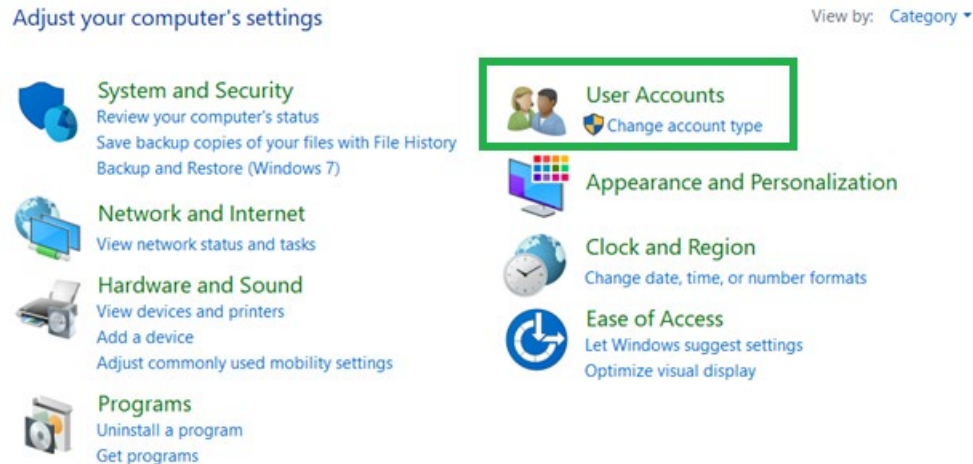 Adjust your computer's settings
View by: Category
System and Security
Review your computer's status
Save backup copies of your files with File History
Backup and Restore (Windows 7)
Network and Internet
View network status and tasks
Hardware and Sound
View devices and printers
Add a device
Adjust commonly used mobility settings
Programs
Uninstall a program
Get programs
User Accounts
Change account type
Appearance and Personalization
Clock and Region
Change date, time, or number formats
Ease of Access
Let Windows suggest settings
Optimize visual display